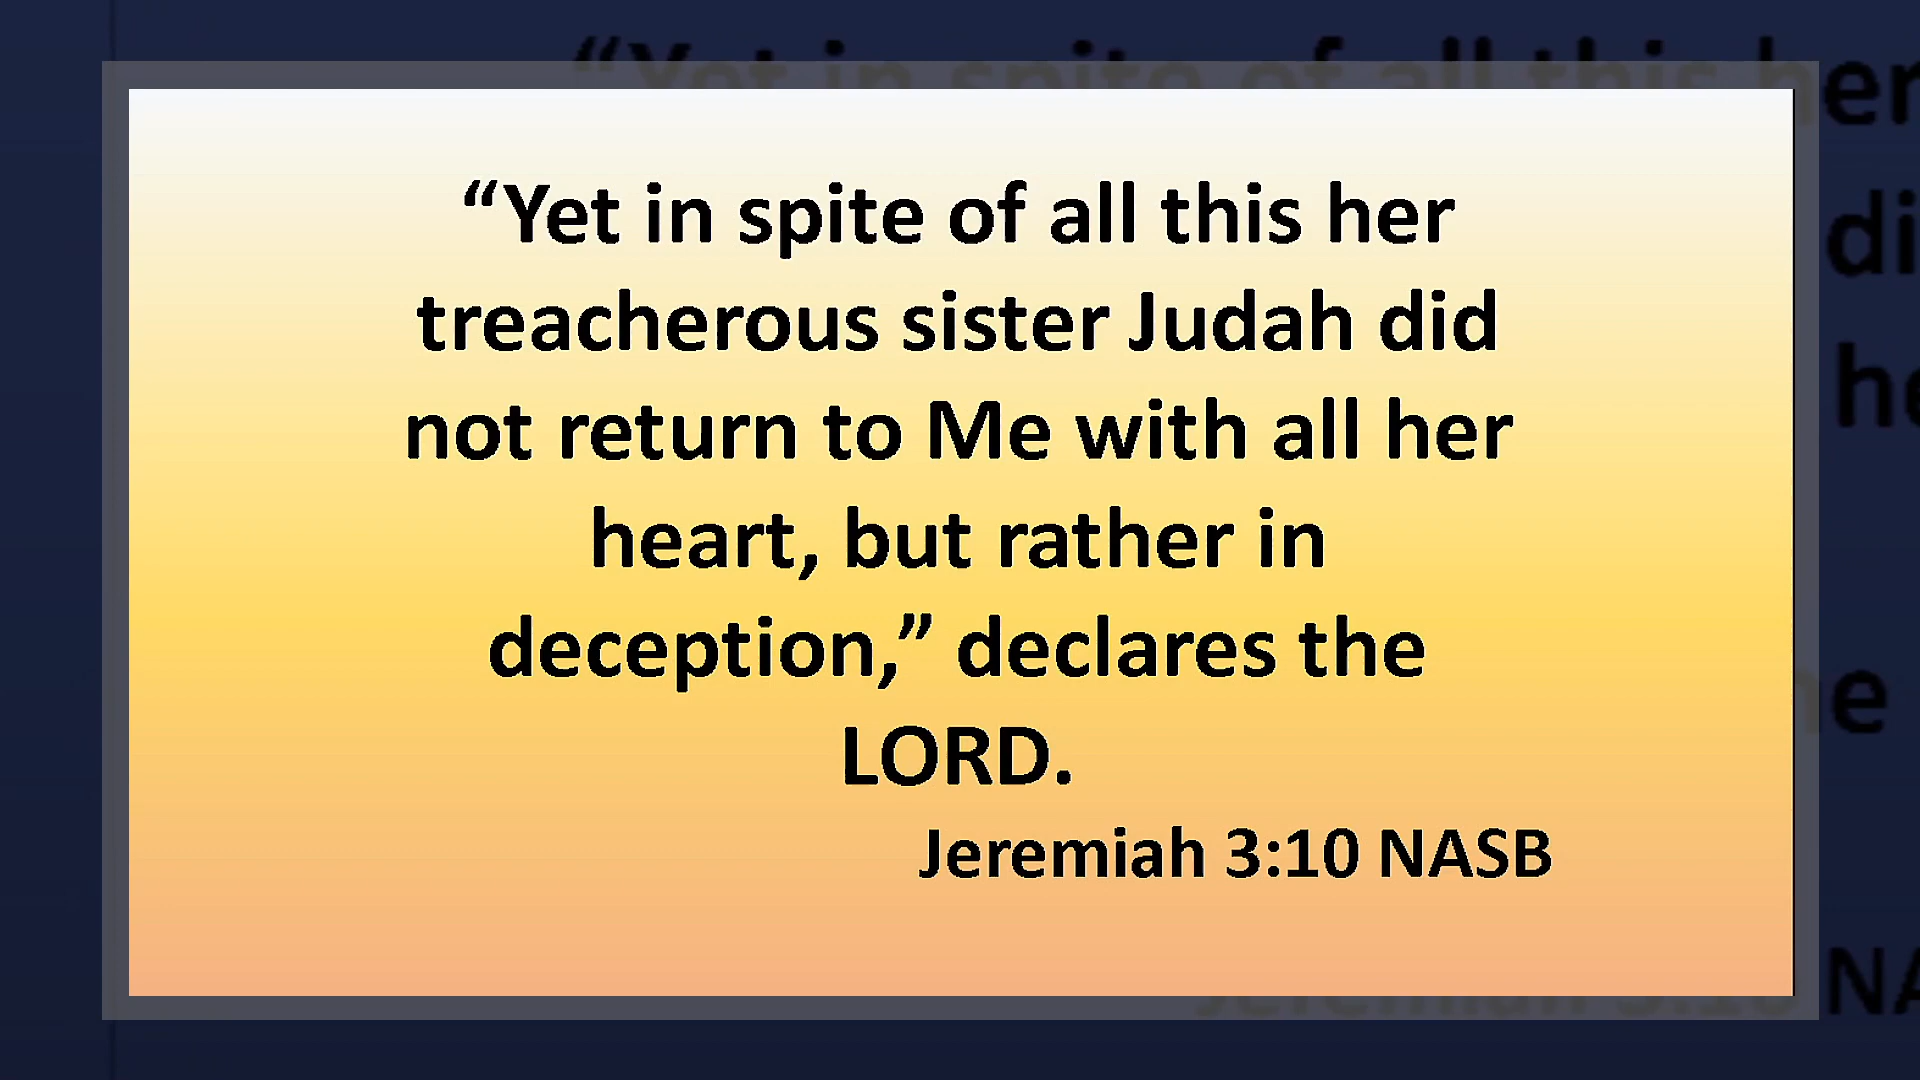 “Yet in spite of all this her
treacherous sister Judah did
not return to Me with all her
heart, but rather in
deception,” declares the
LORD.
Jeremiah 3:10 NASB